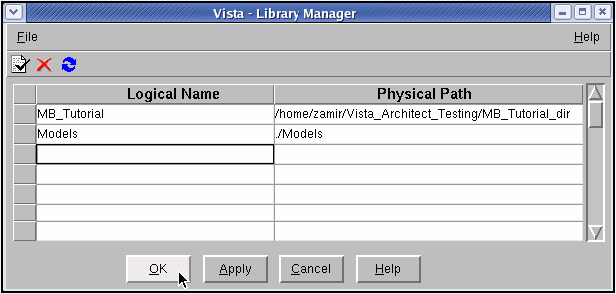 Vista - Library Manager
File Help
Logical Name Physical Path
MB_Tutorial /home/zamir/Vista_Architect_Testing/MB_Tutorial_dir
Models ./Models
OK Apply Cancel Help